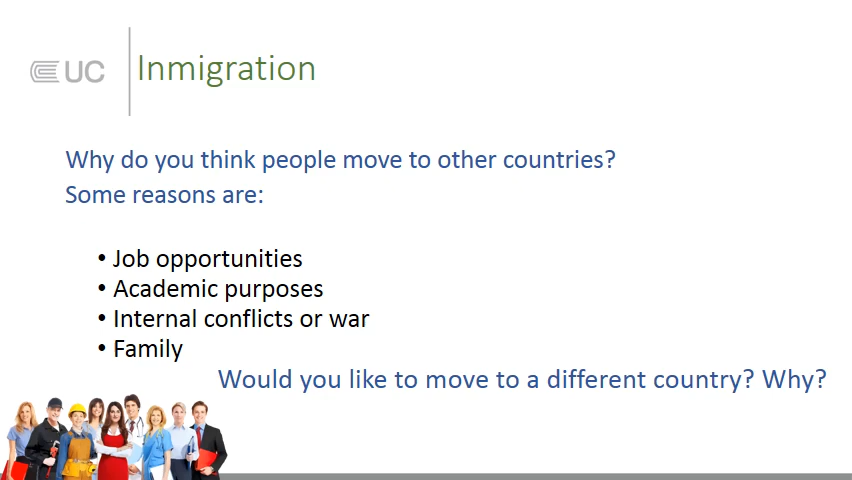 UC
Inmigration
Why do you think people move to other countries?
Some reasons are:
• Job opportunities
• Academic purposes
• Internal conflicts or war
• Family
Would you like to move to a different country? Why?